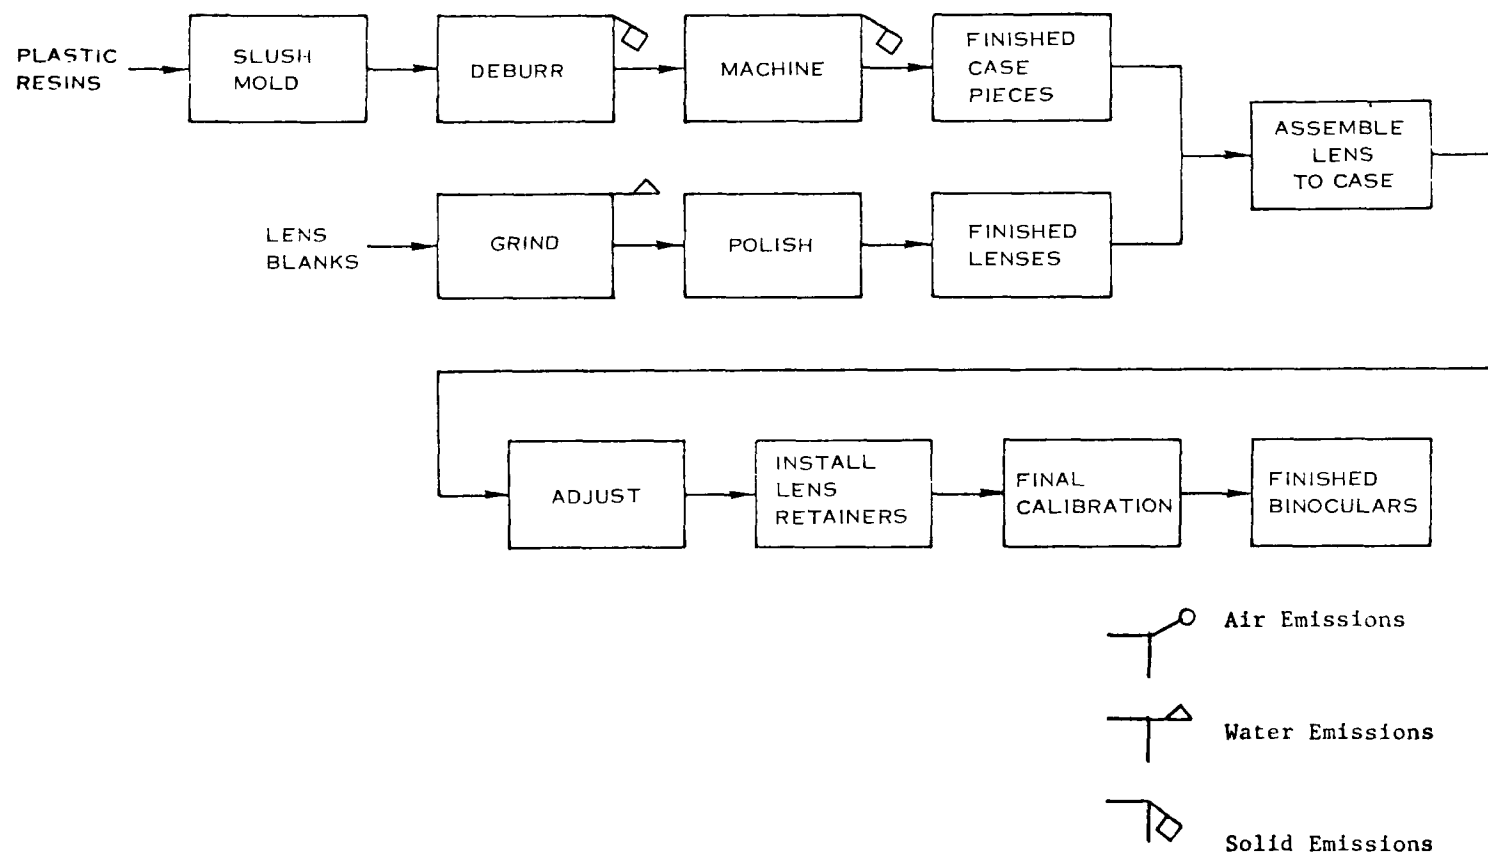 PLASTIC
RESINS
SLUSH
MOLD
DEBURR
MACHINE
FINISHED
CASE
PIECES
ASSEMBLE
LENS
TO CASE
LENS
BLANKS
GRIND
POLISH
FINISHED
LENSES
ADJUST
INSTALL
LENS
RETAINERS
FINAL
CALIBRATION
FINISHED
BINOCULARS
Air Emissions
Water Emissions
Solid Emissions